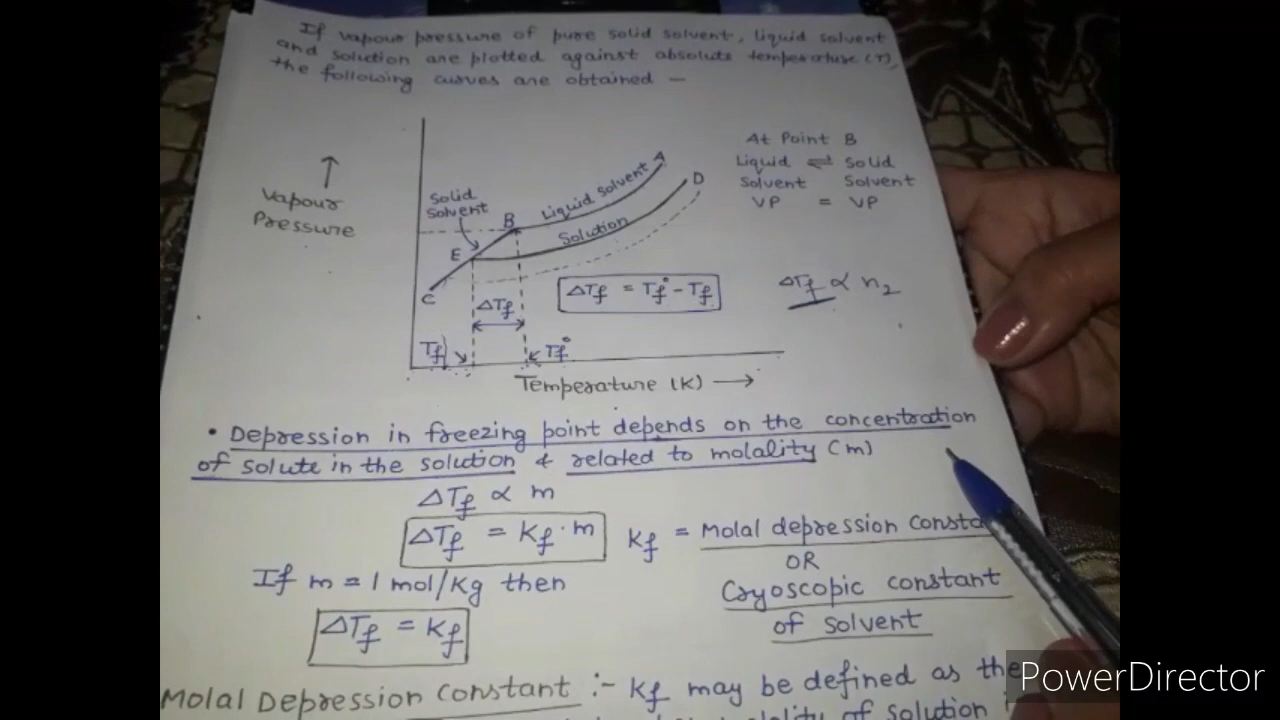 If vapour pressure of pure solid solvent, liquid solvent
and solution are plotted against absolute temperature (T),
the following curves are obtained —
↑
Vapour
Pressure
Solid
Solvent
B
Liquid Solvent
A
D
Solution
E
C
ΔTf
ΔTf = Tf° - Tf
Tf
Tf°
Temperature (K) →
At Point B
Liquid ⇌ Solid
Solvent Solvent
VP = VP
ΔTf ∝ n₂
• Depression in freezing point depends on the concentration
of solute in the solution & related to molality (m)
ΔTf ∝ m
ΔTf = Kf · m
Kf = Molal depression Consta
OR
Cryoscopic constant
of solvent
If m = 1 mol/Kg then
ΔTf = Kf
Molal Depression Constant :- Kf may be defined as the
of solution
PowerDirector